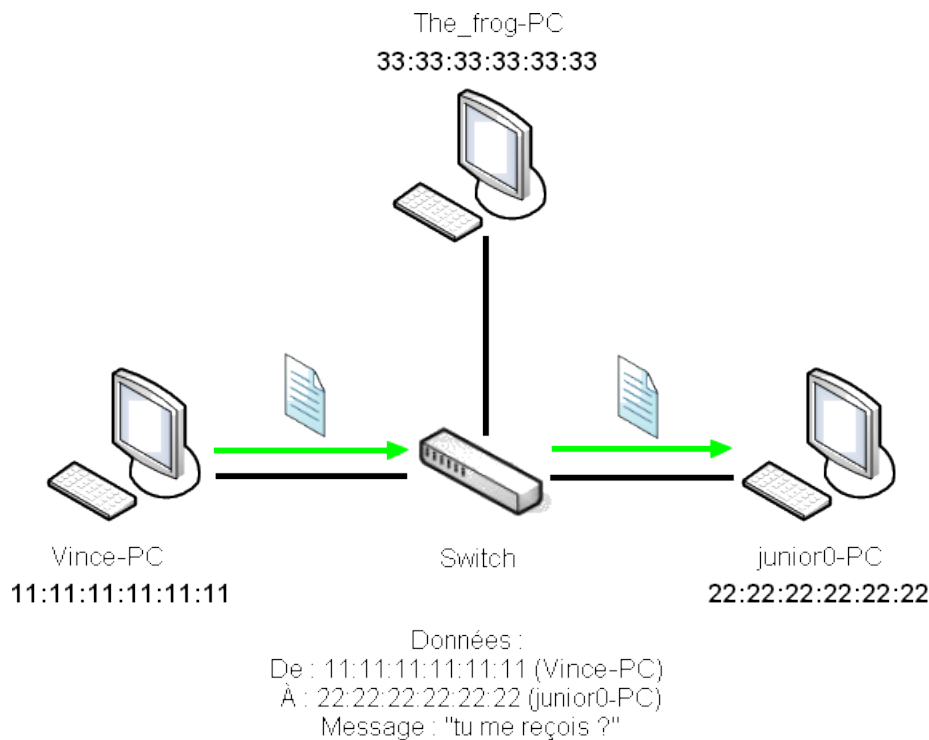 The_frog-PC
33:33:33:33:33:33
Vince-PC
11:11:11:11:11:11
Switch
junior0-PC
22:22:22:22:22:22
Données :
De : 11:11:11:11:11:11 (Vince-PC)
À : 22:22:22:22:22:22 (junior0-PC)
Message : "tu me reçois ?"